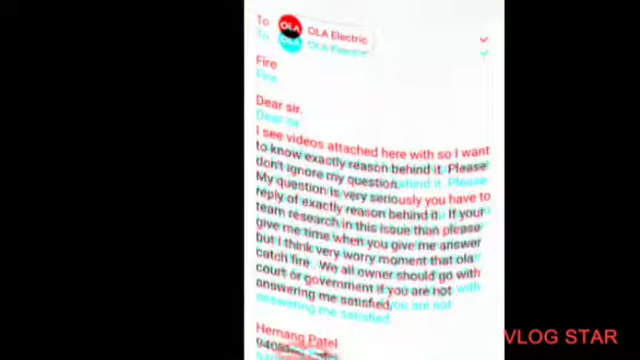 To OLA OLA Electric
Fire
Dear sir.
I see videos attached here with so I want
to know exactly reason behind it. Please
don't ignore my question.
My question is very seriously you have to
reply of exactly reason behind it. If your
team research in this issue than please
give me time when you give me answer
but I think very worry moment that ola
catch fire. We all owner should go with
court or government if you are not
answering me satisfied,
Hemang Patel
VLOG STAR